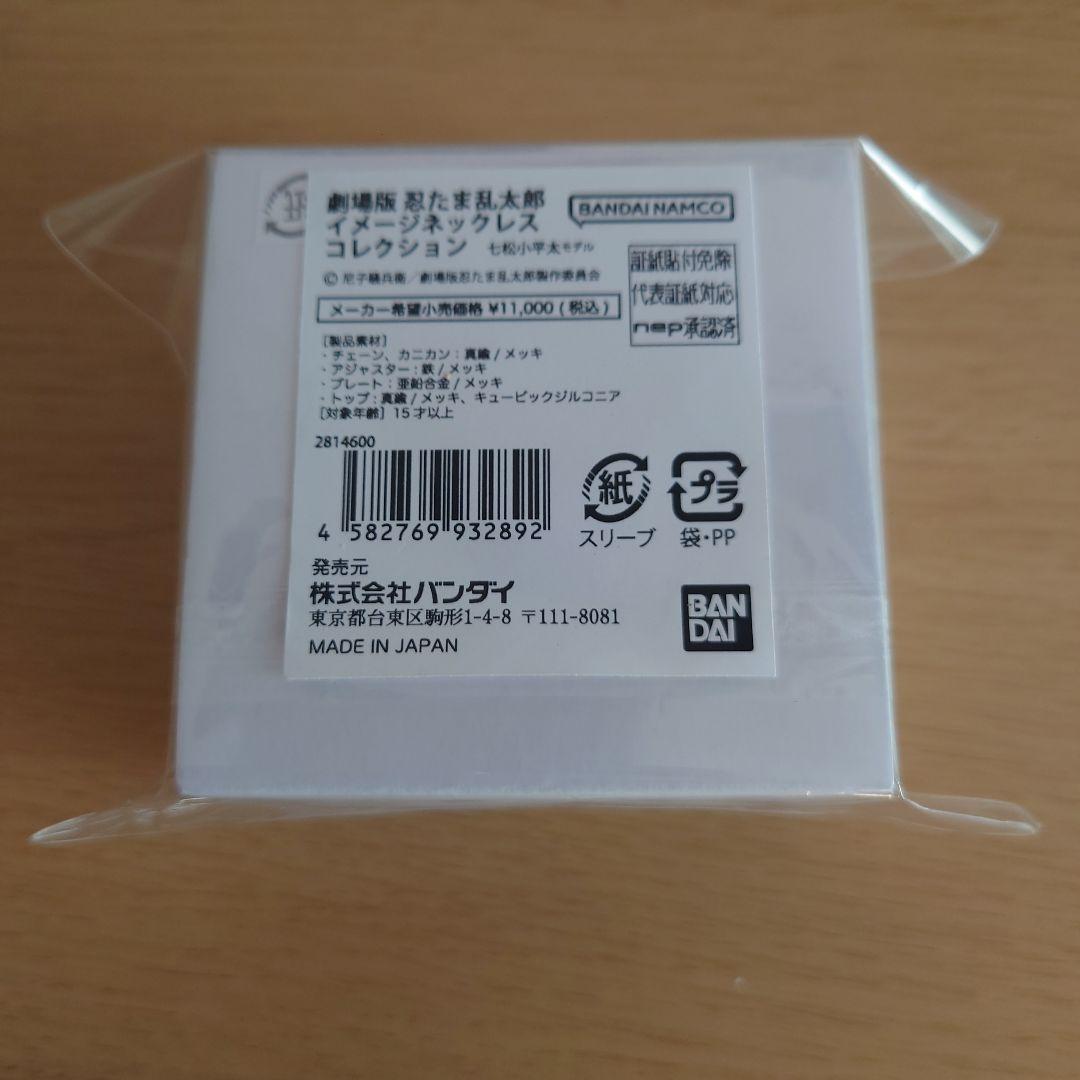 劇場版 忍たま乱太郎
イメージネックレス
コレクション 七松小平太モデル
BANDAI NAMCO
© 尼子騒兵衛／劇場版忍たま乱太郎製作委員会
証紙貼付免除
代表証紙対応
nep承認済
メーカー希望小売価格 ¥11,000 (税込)
[製品素材]
・チェーン、カニカン：真鍮 / メッキ
・アジャスター：鉄 / メッキ
・プレート：亜鉛合金 / メッキ
・トップ：真鍮 / メッキ、キュービックジルコニア
[対象年齢] 15才以上
2814600
4 582769 932892
紙
スリーブ
プラ
袋・PP
発売元
株式会社バンダイ
東京都台東区駒形1-4-8 〒111-8081
MADE IN JAPAN
BAN
DAI